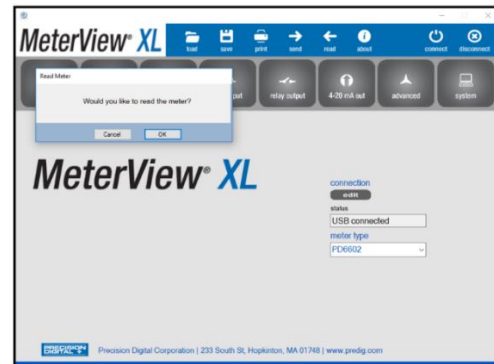 MeterView® XL
load
save
print
send
read
about
connect
disconnect
Read Meter
Would you like to read the meter?
Cancel
OK
relay output
4-20 mA out
advanced
system
MeterView® XL
connection
edit
status
USB connected
meter type
PD6602
PRECISION DIGITAL
Precision Digital Corporation | 233 South St, Hopkinton, MA 01748 | www.predig.com